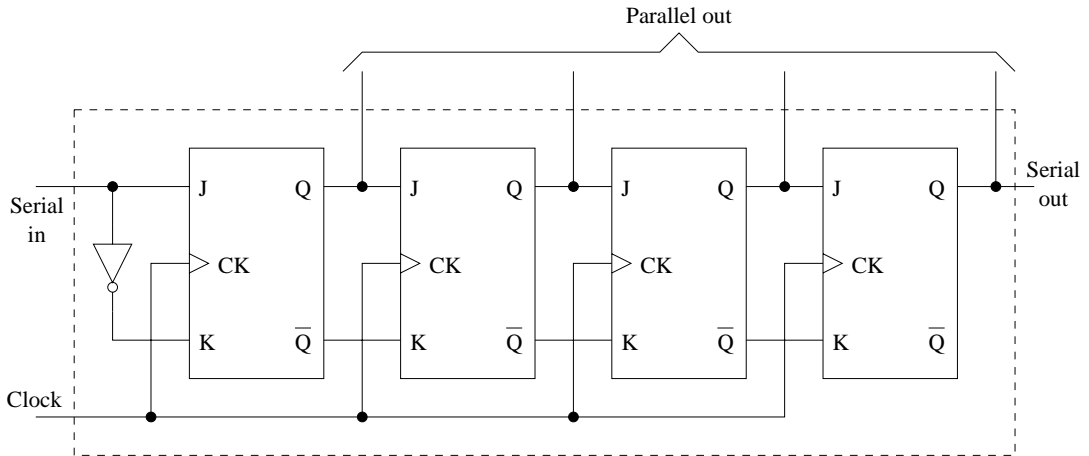 Parallel out
J Q J Q J Q J Q
Serial
in
Serial
out
CK CK CK CK
K Q̅ K Q̅ K Q̅ K Q̅
Clock